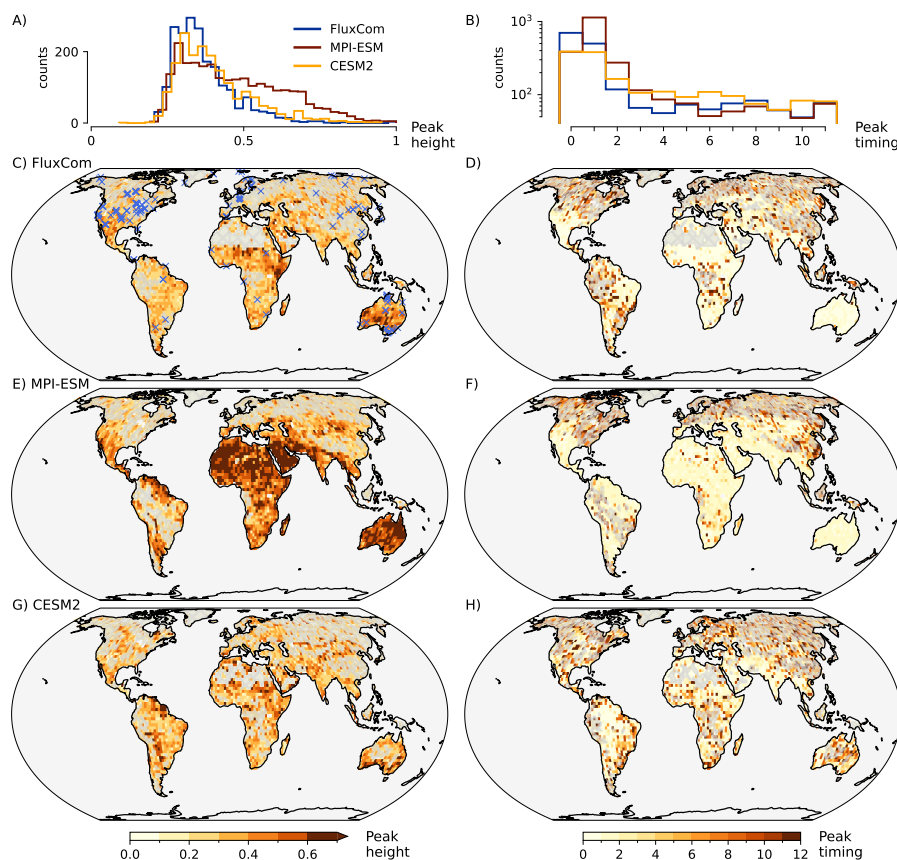 A)
FluxCom
MPI-ESM
CESM2
counts
200
0
0
0.5
1
Peak
height
B)
counts
10³
10²
0
2
4
6
8
10
Peak
timing
C) FluxCom
D)
E) MPI-ESM
F)
G) CESM2
H)
0.0
0.2
0.4
0.6
Peak
height
0
2
4
6
8
10
12
Peak
timing